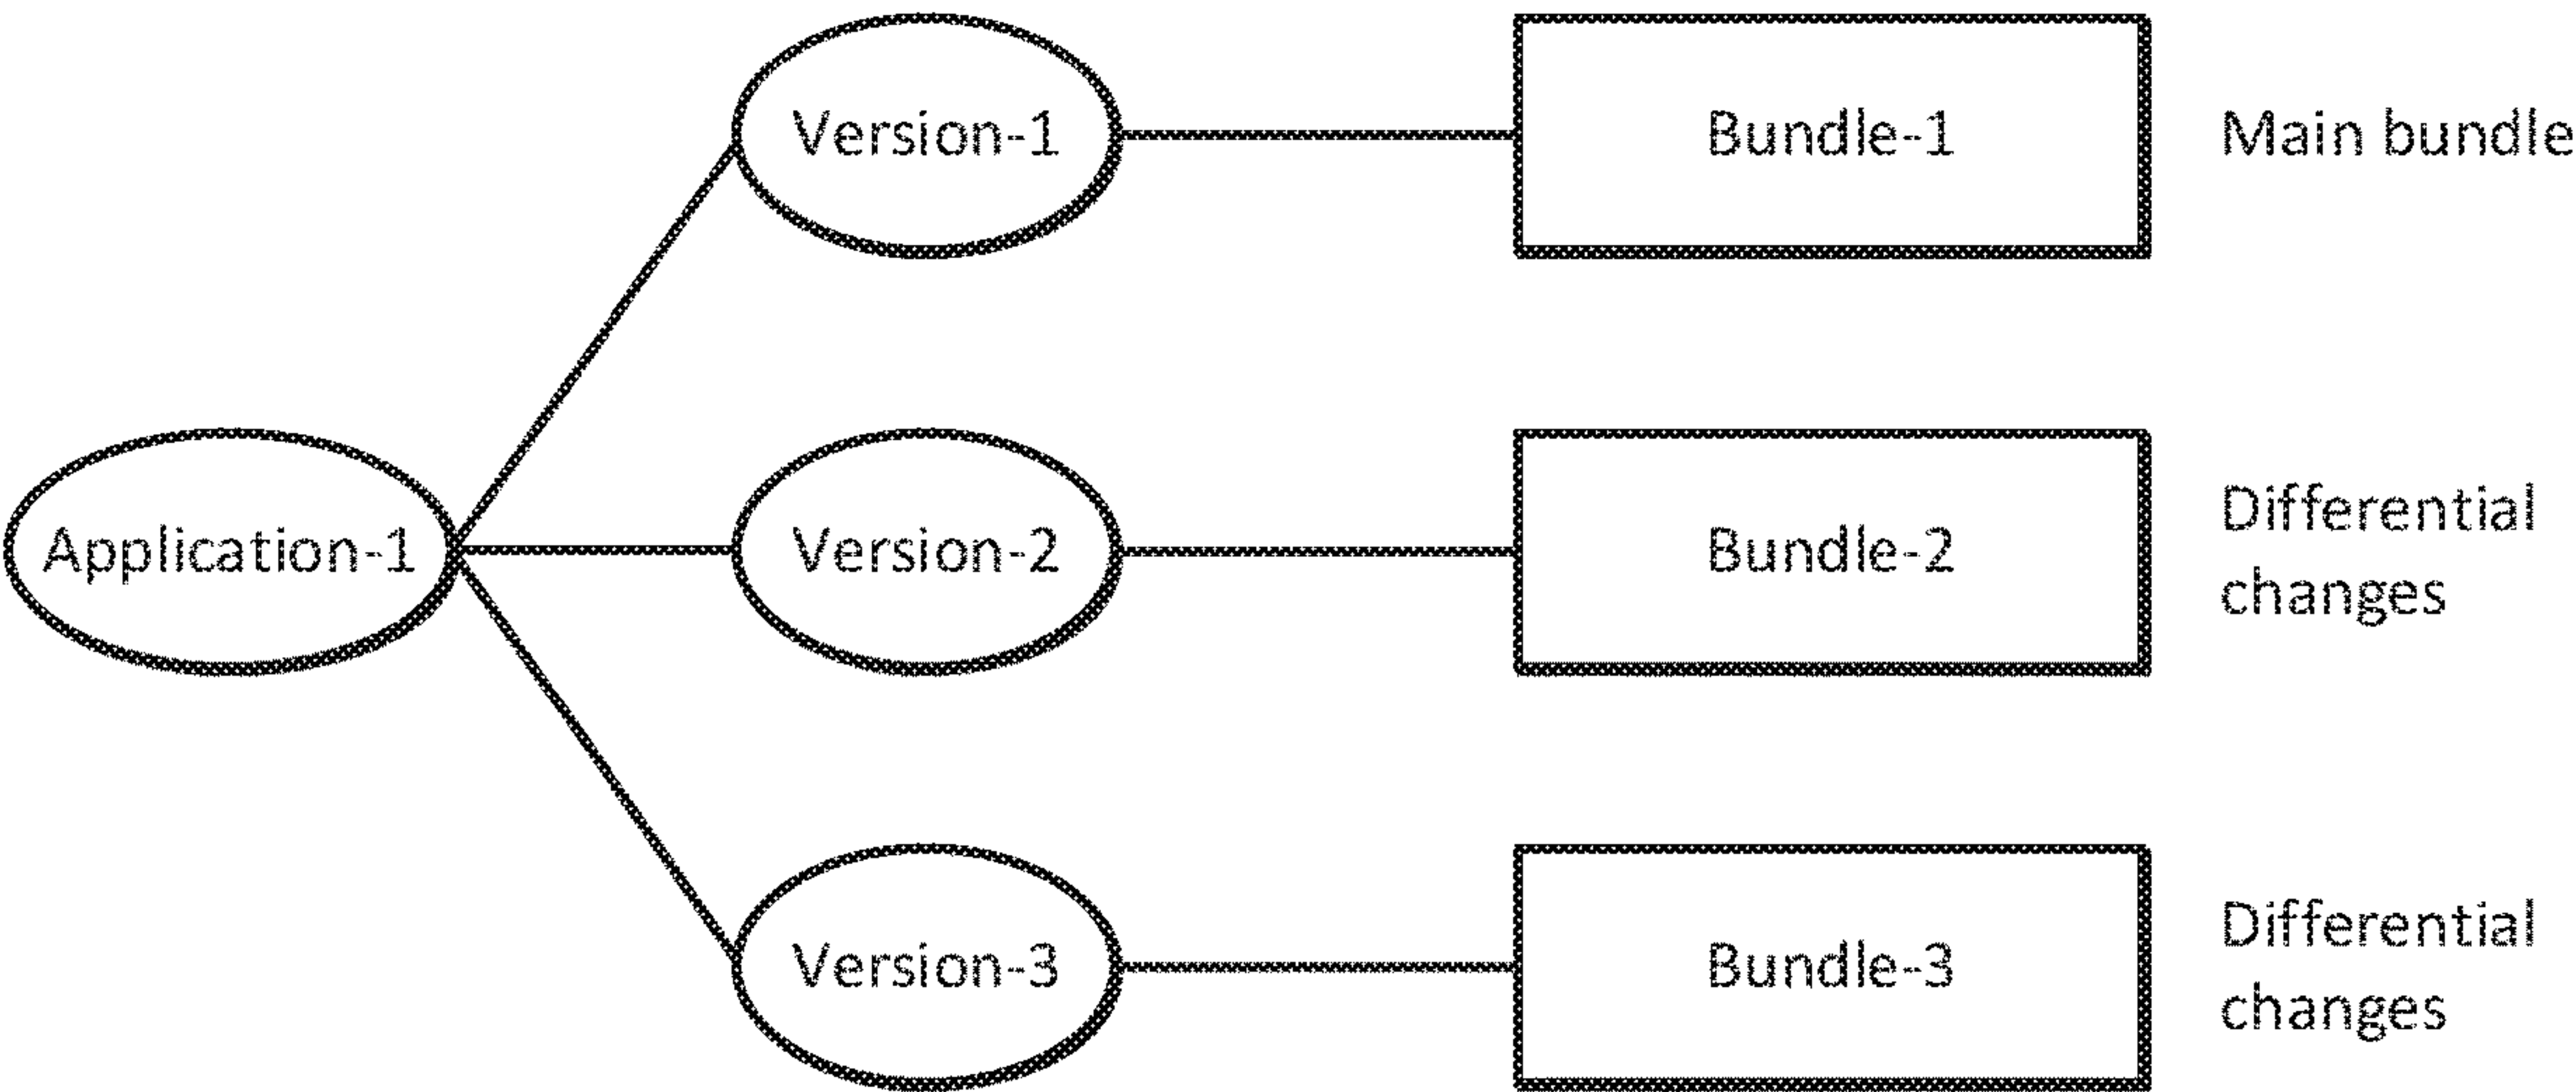 Version-1
Bundle-1
Main bundle
Application-1
Version-2
Bundle-2
Differential
changes
Version-3
Bundle-3
Differential
changes